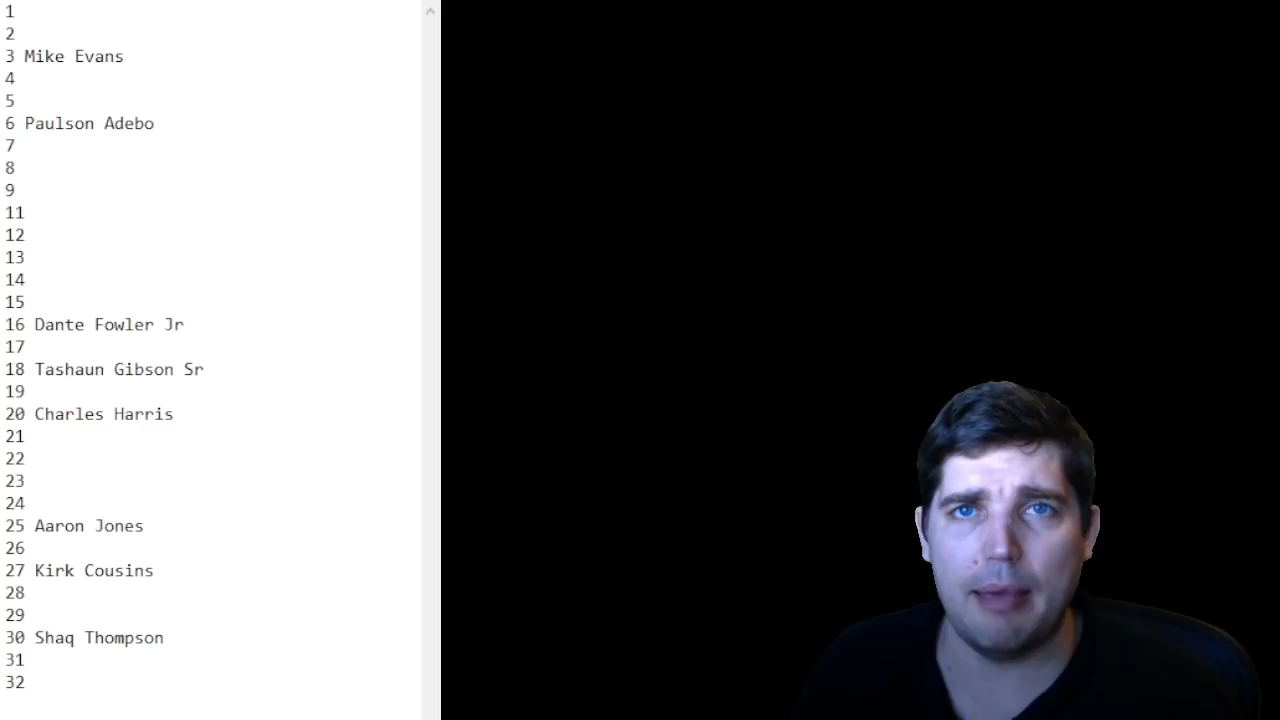 1
2
3 Mike Evans
4
5
6 Paulson Adebo
7
8
9
11
12
13
14
15
16 Dante Fowler Jr
17
18 Tashaun Gibson Sr
19
20 Charles Harris
21
22
23
24
25 Aaron Jones
26
27 Kirk Cousins
28
29
30 Shaq Thompson
31
32